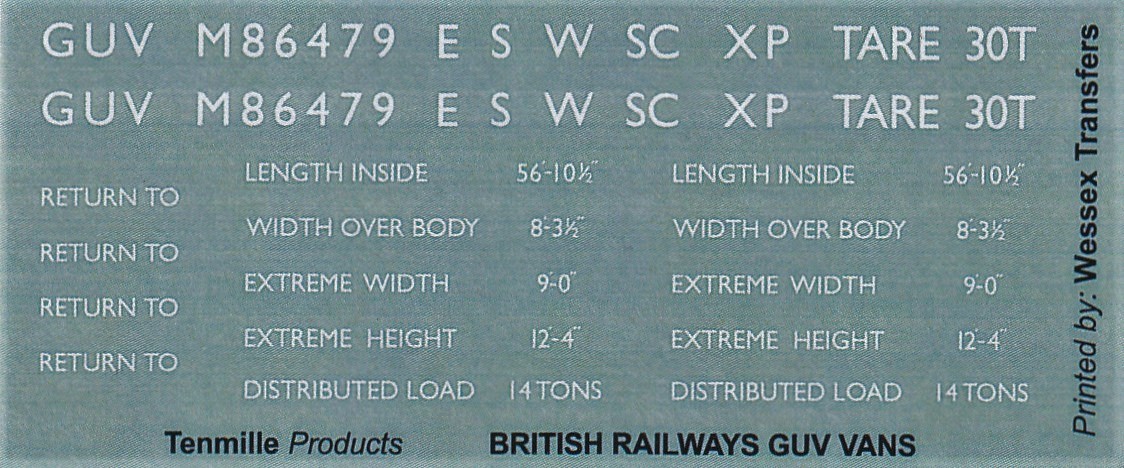 GUV M86479 E S W SC XP TARE 30T
GUV M86479 E S W SC XP TARE 30T
RETURN TO
RETURN TO
RETURN TO
RETURN TO
LENGTH INSIDE 56'-10½"
WIDTH OVER BODY 8'-3½"
EXTREME WIDTH 9'-0"
EXTREME HEIGHT 12'-4"
DISTRIBUTED LOAD 14 TONS
LENGTH INSIDE 56'-10½"
WIDTH OVER BODY 8'-3½"
EXTREME WIDTH 9'-0"
EXTREME HEIGHT 12'-4"
DISTRIBUTED LOAD 14 TONS
Tenmille Products BRITISH RAILWAYS GUV VANS
Printed by: Wessex Transfers